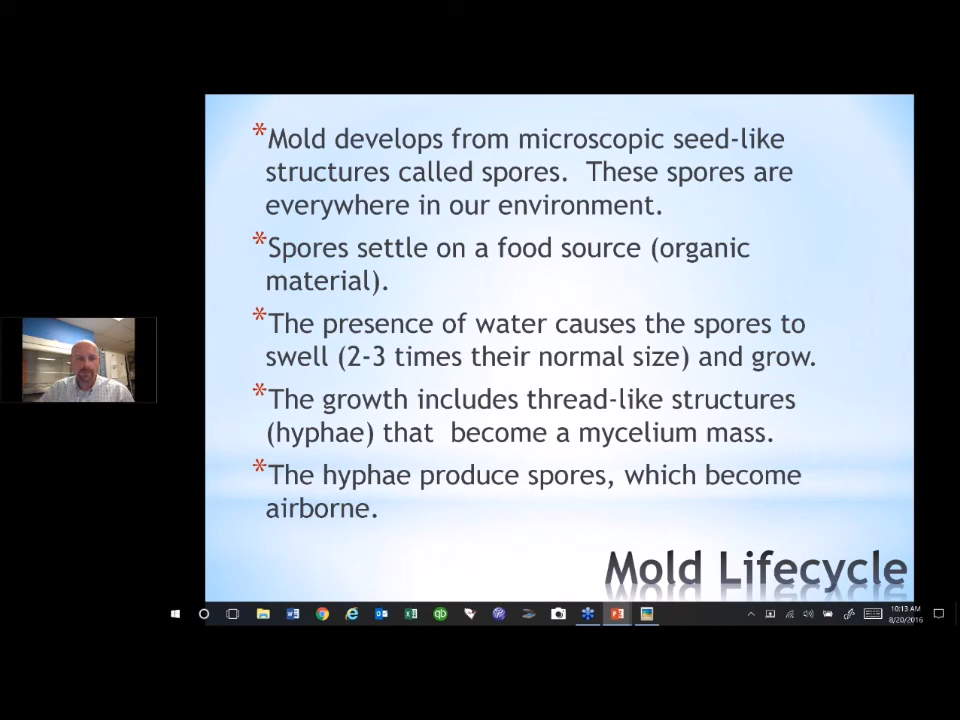 *Mold develops from microscopic seed-like
structures called spores.  These spores are
everywhere in our environment.
*Spores settle on a food source (organic
material).
*The presence of water causes the spores to
swell (2-3 times their normal size) and grow.
*The growth includes thread-like structures
(hyphae) that  become a mycelium mass.
*The hyphae produce spores, which become
airborne.
Mold Lifecycle
10:13 AM
8/20/2016